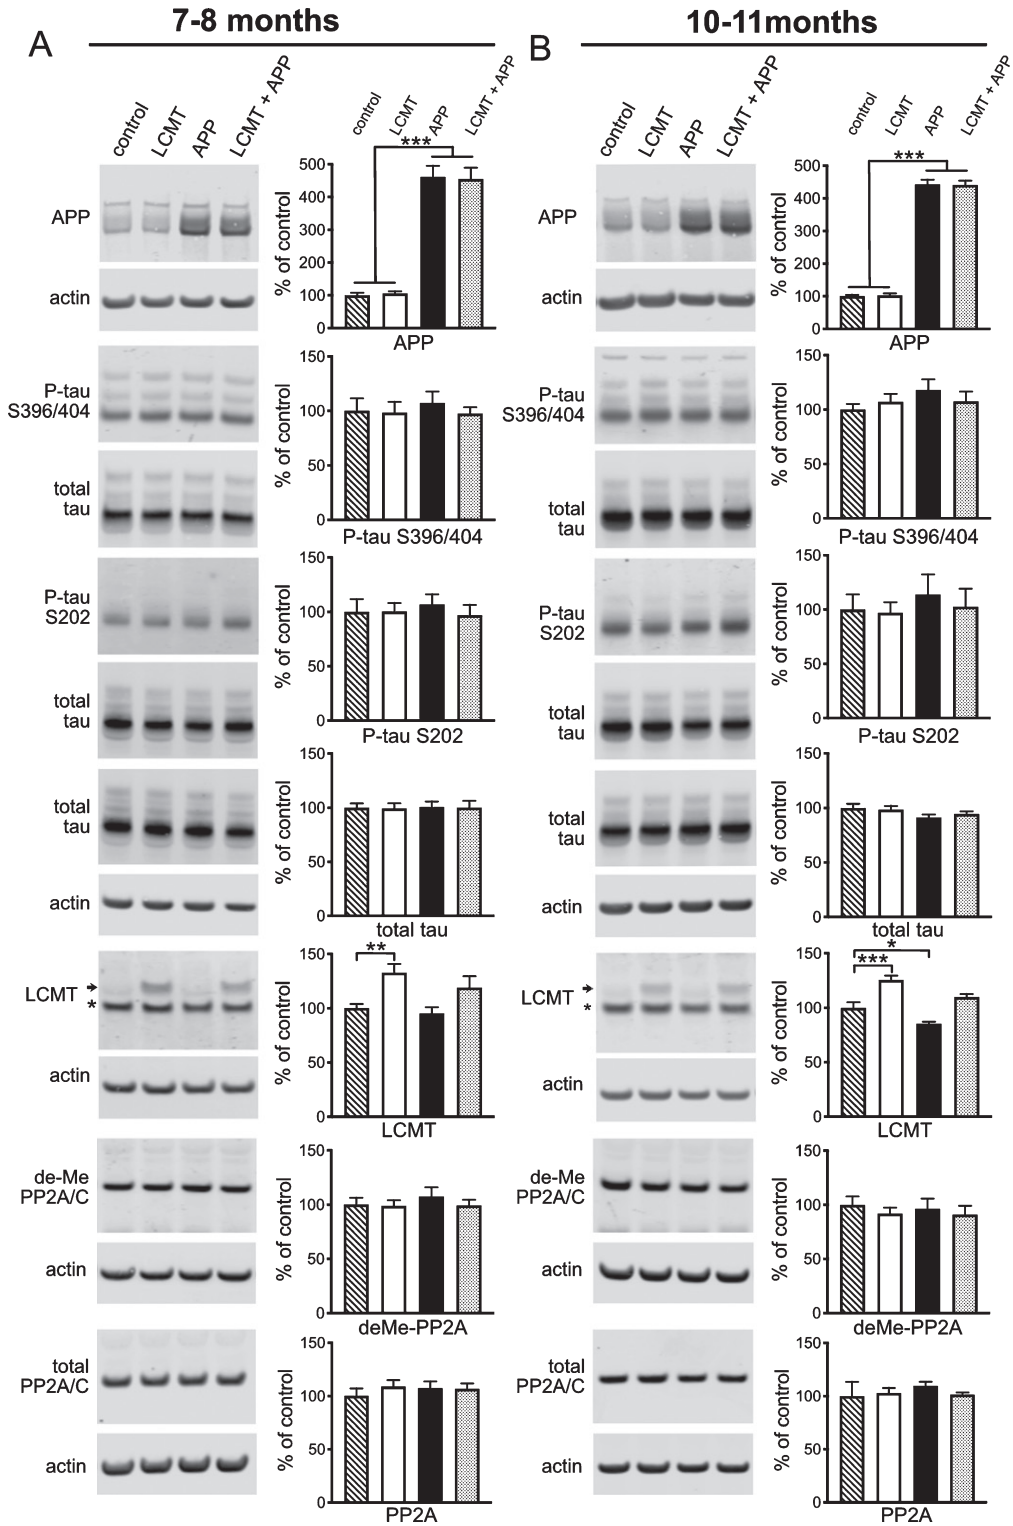 7-8 months
10-11months
A
control
LCMT
APP
LCMT + APP
control
LCMT
APP
LCMT + APP
APP
actin
% of control
500
400
300
200
100
0
***
APP
P-tau
S396/404
total
tau
% of control
150
100
50
0
P-tau S396/404
P-tau
S202
total
tau
% of control
150
100
50
0
P-tau S202
total
tau
actin
% of control
150
100
50
0
total tau
LCMT
*
actin
% of control
150
100
50
0
**
LCMT
de-Me
PP2A/C
actin
% of control
150
100
50
0
deMe-PP2A
total
PP2A/C
actin
% of control
150
100
50
0
PP2A
B
control
LCMT
APP
LCMT + APP
control
LCMT
APP
LCMT + APP
APP
actin
% of control
500
400
300
200
100
0
***
APP
P-tau
S396/404
total
tau
% of control
150
100
50
0
P-tau S396/404
P-tau
S202
total
tau
% of control
150
100
50
0
P-tau S202
total
tau
actin
% of control
150
100
50
0
total tau
LCMT
*
actin
% of control
150
100
50
0
*
***
LCMT
de-Me
PP2A/C
actin
% of control
150
100
50
0
deMe-PP2A
total
PP2A/C
actin
% of control
150
100
50
0
PP2A